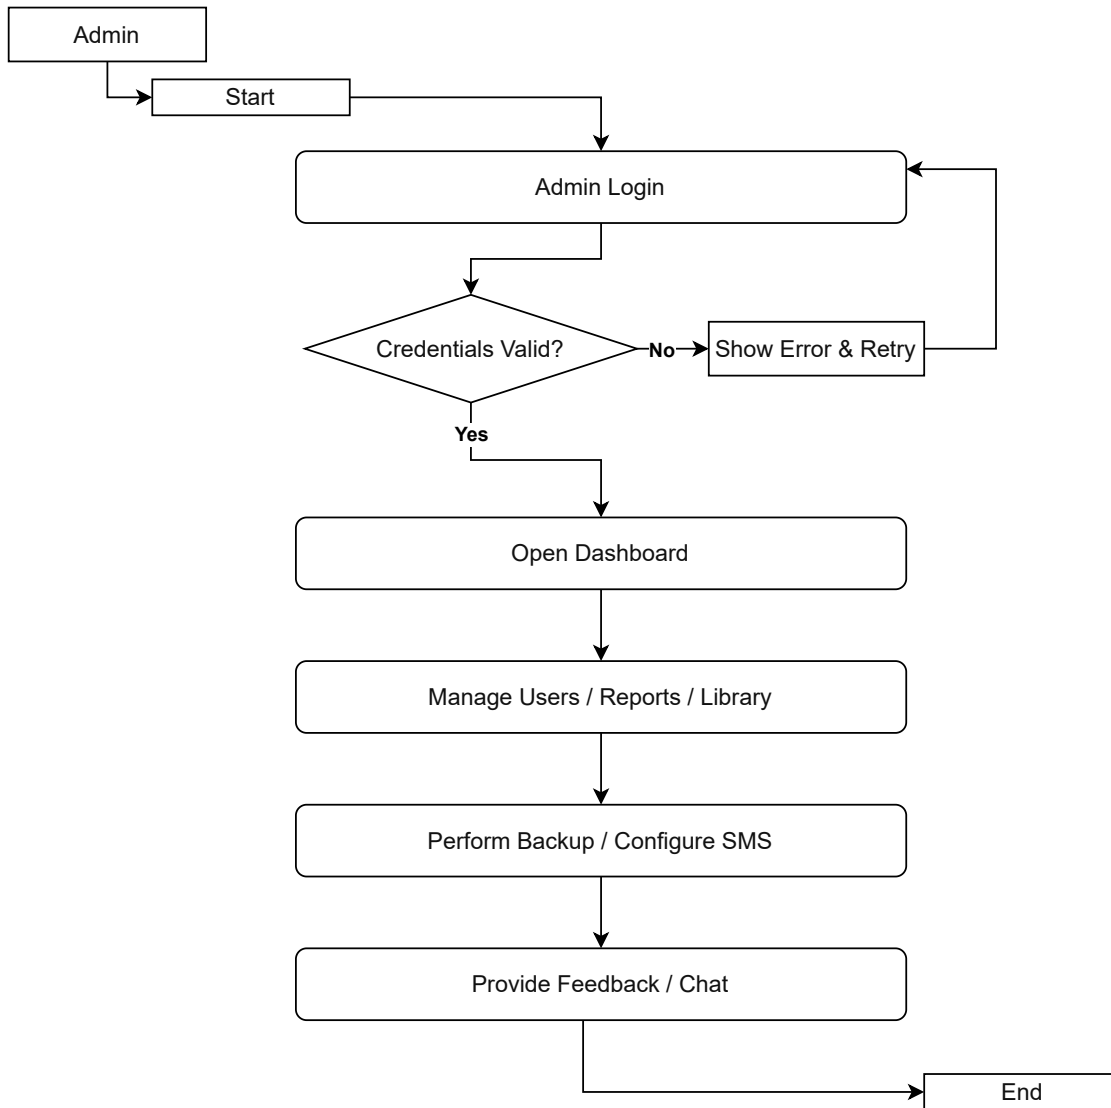 Admin
Start
Admin Login
Credentials Valid?
No
Show Error & Retry
Yes
Open Dashboard
Manage Users / Reports / Library
Perform Backup / Configure SMS
Provide Feedback / Chat
End